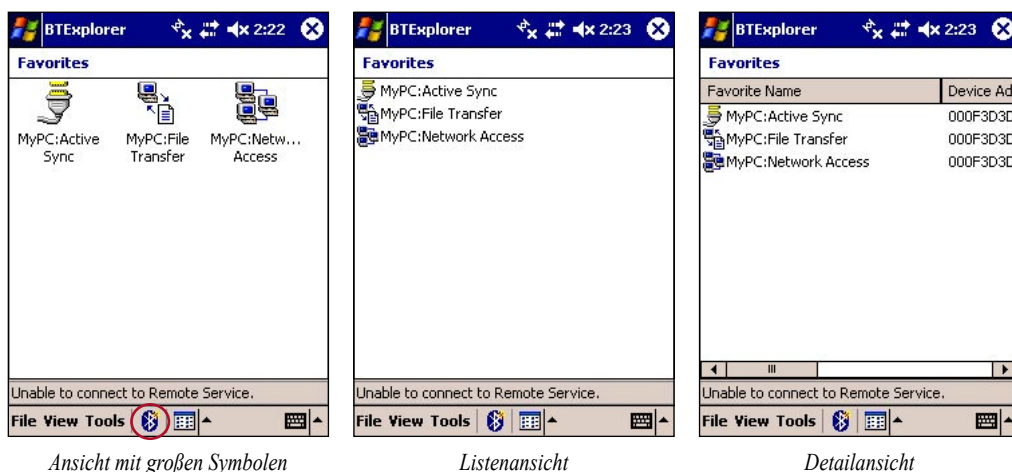 BTExplorer 2:22
Favorites
MyPC:Active Sync
MyPC:File Transfer
MyPC:Netw... Access
Unable to connect to Remote Service.
File View Tools
Ansicht mit großen Symbolen
BTExplorer 2:23
Favorites
MyPC:Active Sync
MyPC:File Transfer
MyPC:Network Access
Unable to connect to Remote Service.
File View Tools
Listenansicht
BTExplorer 2:23
Favorites
Favorite Name Device Ad
MyPC:Active Sync 000F3D3D
MyPC:File Transfer 000F3D3D
MyPC:Network Access 000F3D3D
Unable to connect to Remote Service.
File View Tools
Detailansicht